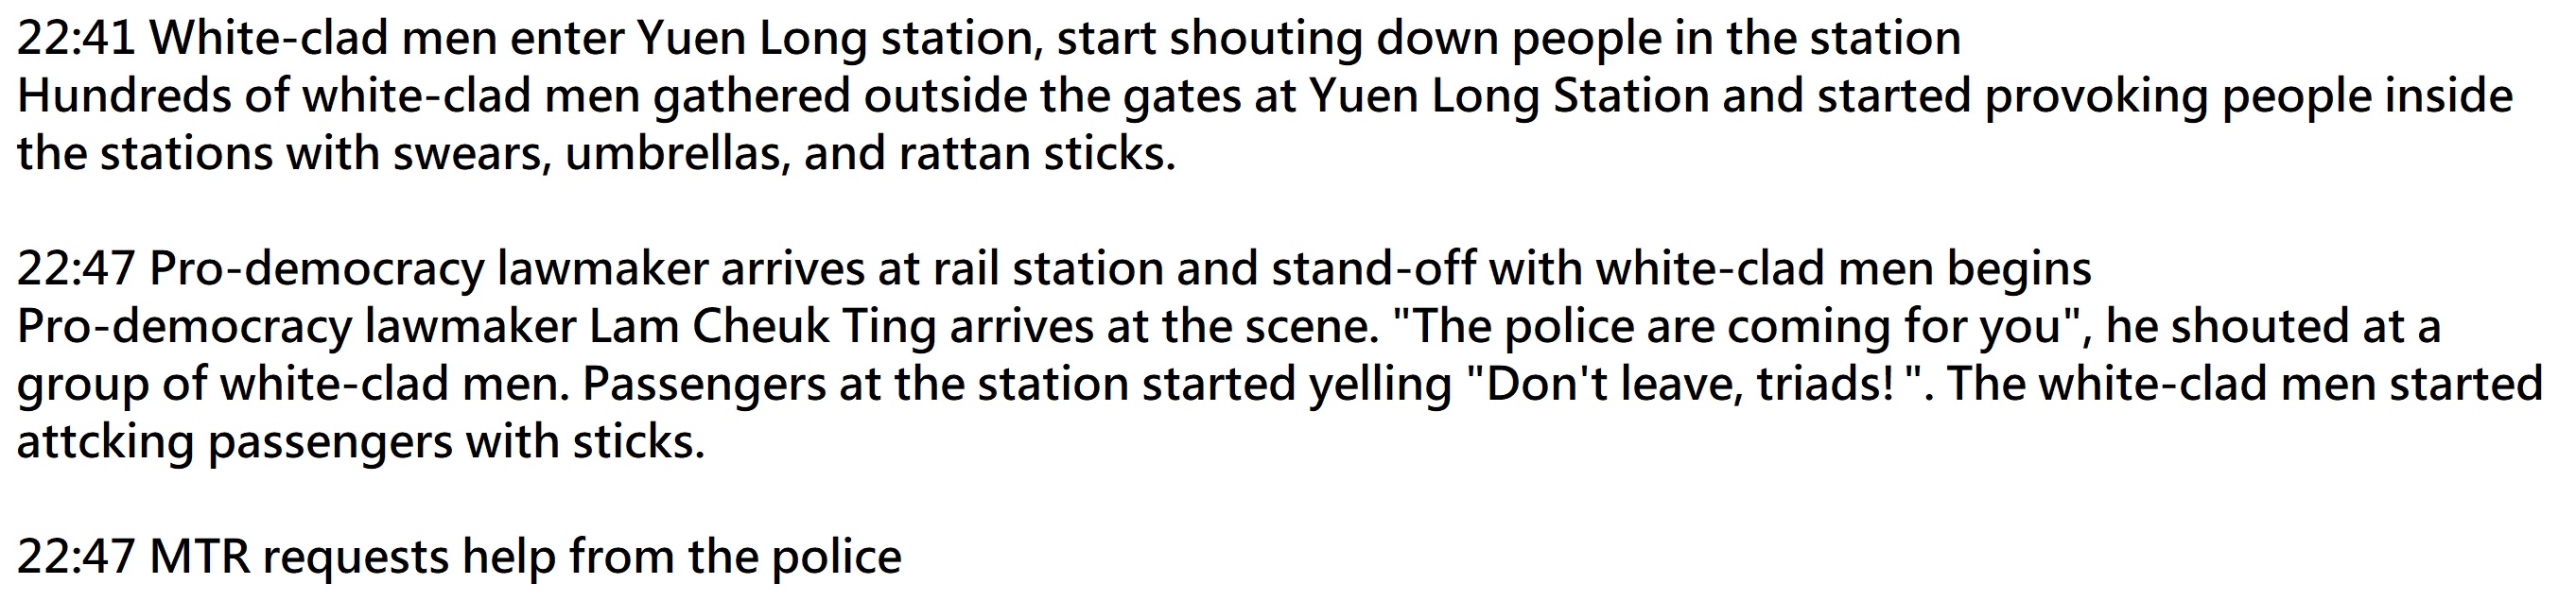 22:41 White-clad men enter Yuen Long station, start shouting down people in the station
Hundreds of white-clad men gathered outside the gates at Yuen Long Station and started provoking people inside
the stations with swears, umbrellas, and rattan sticks.
22:47 Pro-democracy lawmaker arrives at rail station and stand-off with white-clad men begins
Pro-democracy lawmaker Lam Cheuk Ting arrives at the scene. "The police are coming for you", he shouted at a
group of white-clad men. Passengers at the station started yelling "Don't leave, triads! ". The white-clad men started
attcking passengers with sticks.
22:47 MTR requests help from the police